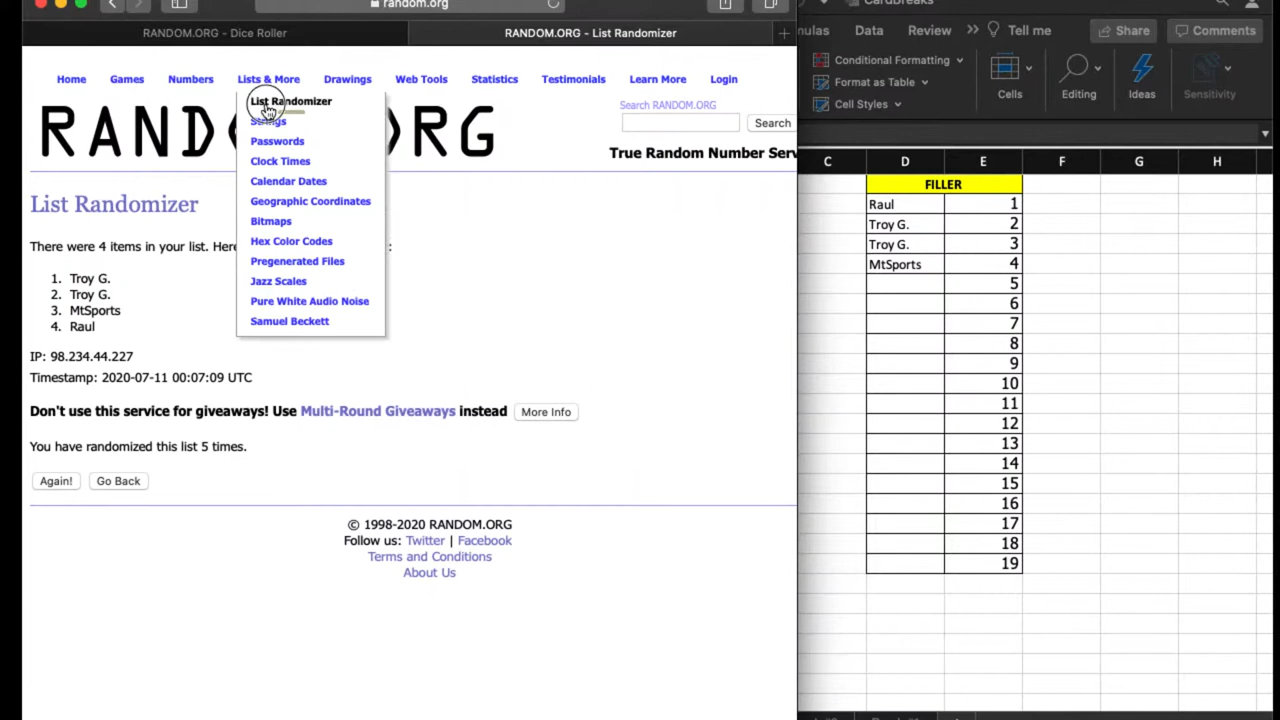 random.org
RANDOM.ORG - Dice Roller
RANDOM.ORG - List Randomizer
Home Games Numbers Lists & More Drawings Web Tools Statistics Testimonials Learn More Login
List Randomizer
Strings
Passwords
Clock Times
Calendar Dates
Geographic Coordinates
Bitmaps
Hex Color Codes
Pregenerated Files
Jazz Scales
Pure White Audio Noise
Samuel Beckett
Search RANDOM.ORG
Search
True Random Number Serv
List Randomizer
There were 4 items in your list. Here :
1. Troy G.
2. Troy G.
3. MtSports
4. Raul
IP: 98.234.44.227
Timestamp: 2020-07-11 00:07:09 UTC
Don't use this service for giveaways! Use Multi-Round Giveaways instead More Info
You have randomized this list 5 times.
Again! Go Back
© 1998-2020 RANDOM.ORG
Follow us: Twitter | Facebook
Terms and Conditions
About Us
CardBreaks
mulas Data Review Tell me Share Comments
Conditional Formatting
Format as Table
Cell Styles
Cells
Editing
Ideas
Sensitivity
C D E F G H
FILLER
Raul 1
Troy G. 2
Troy G. 3
MtSports 4
5
6
7
8
9
10
11
12
13
14
15
16
17
18
19